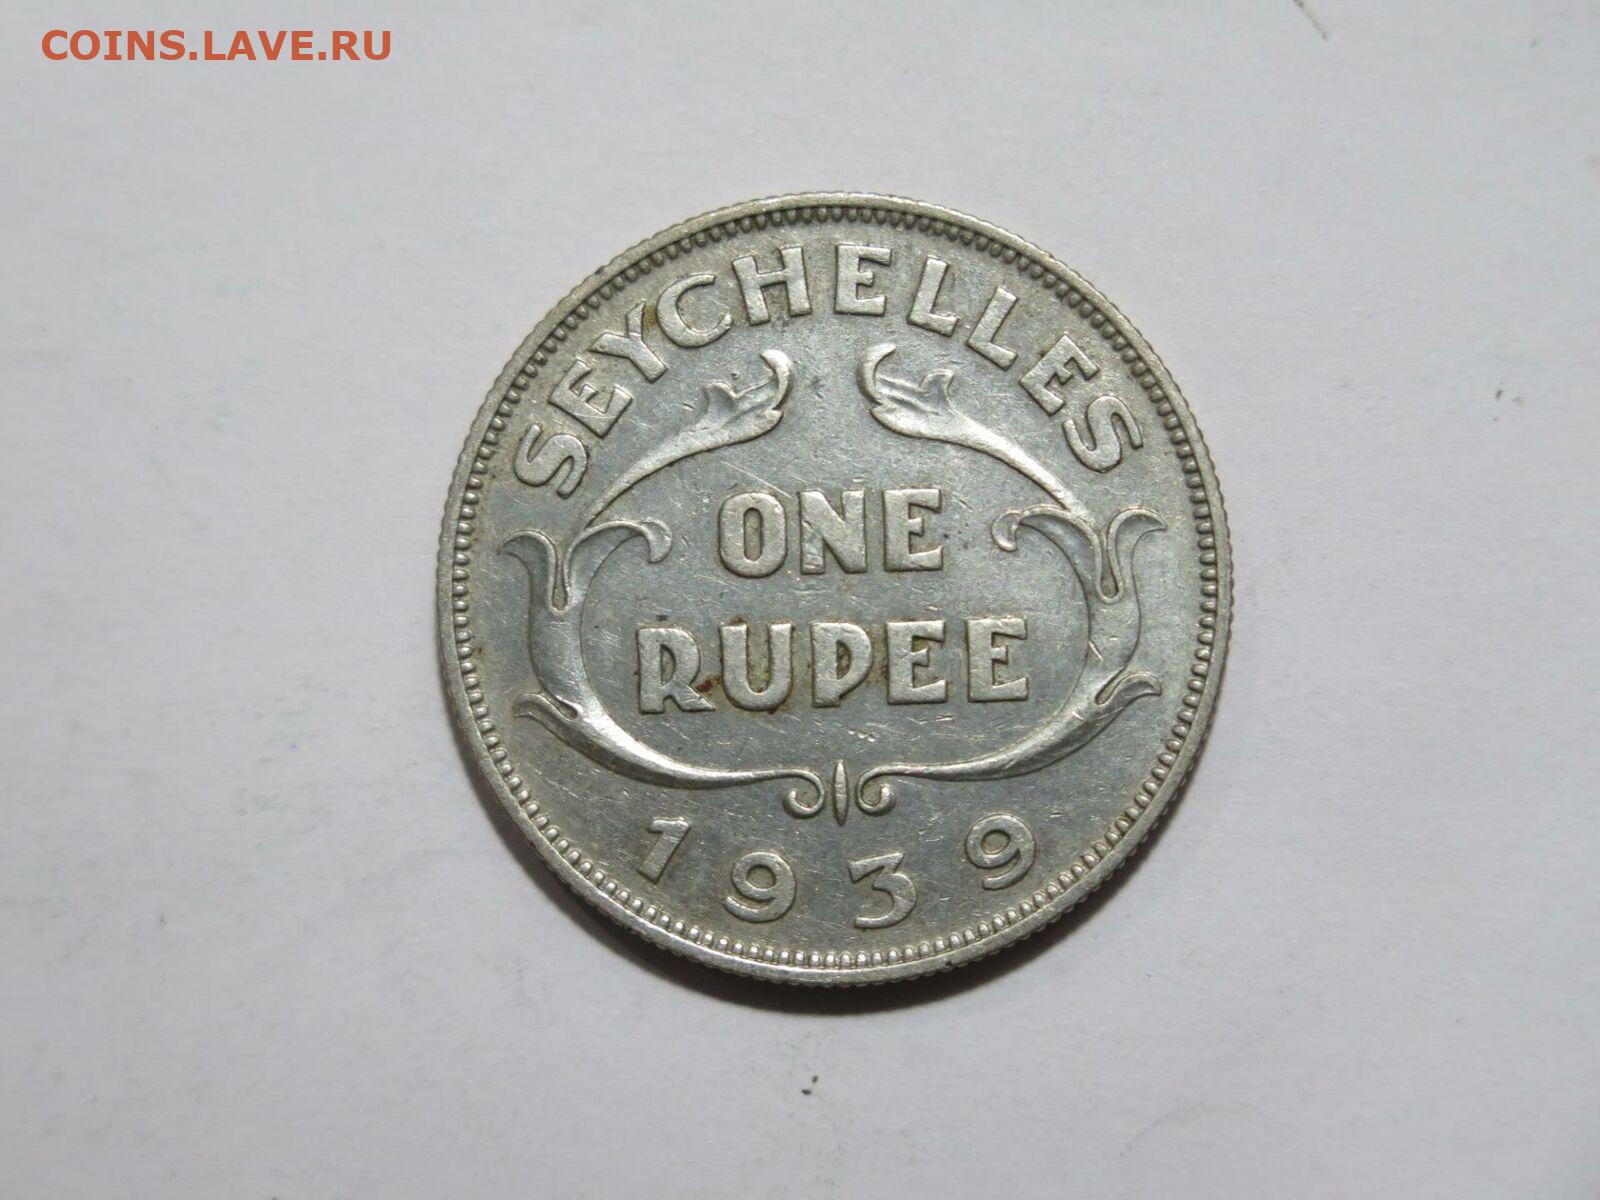 COINS.LAVE.RU
SEYCHELLES
ONE
RUPEE
1939